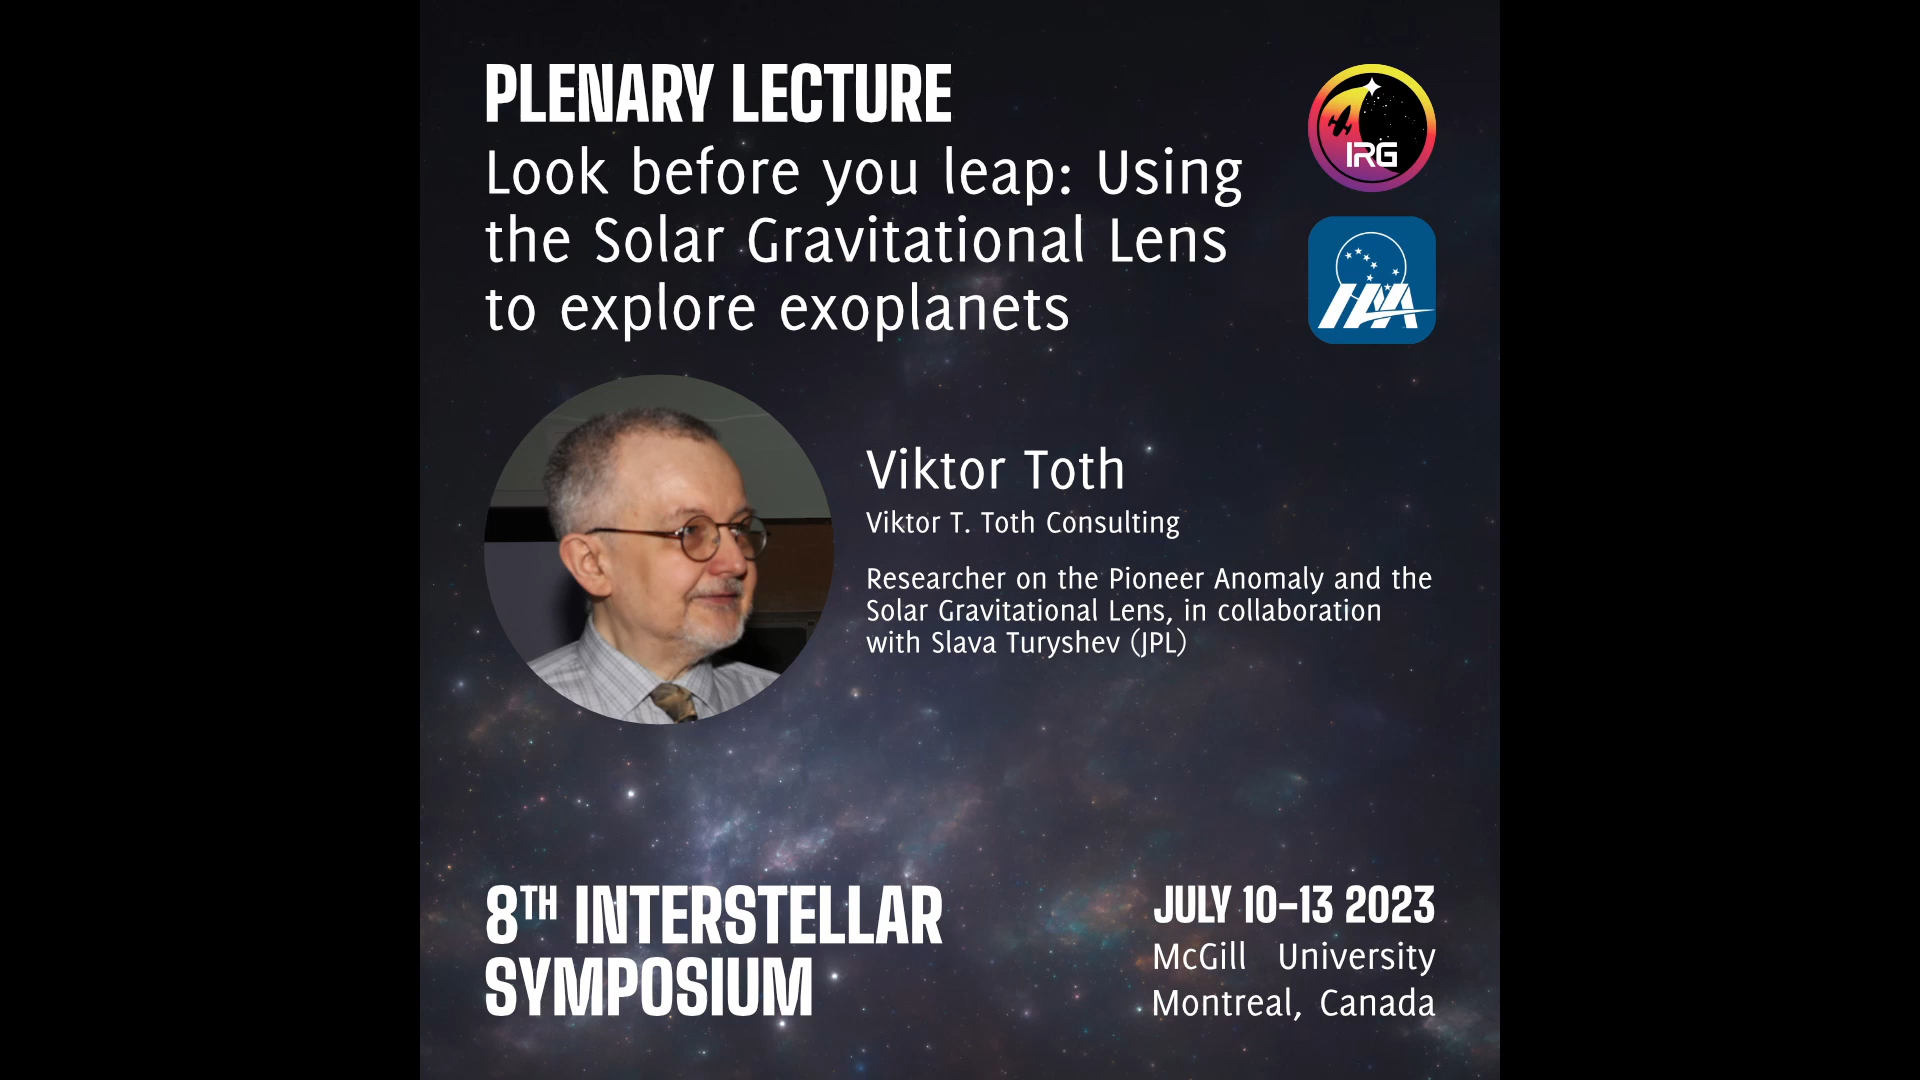 PLENARY LECTURE
Look before you leap: Using
the Solar Gravitational Lens
to explore exoplanets
IRG
IAA
Viktor Toth
Viktor T. Toth Consulting
Researcher on the Pioneer Anomaly and the
Solar Gravitational Lens, in collaboration
with Slava Turyshev (JPL)
8TH INTERSTELLAR
SYMPOSIUM
JULY 10-13 2023
McGill University
Montreal, Canada